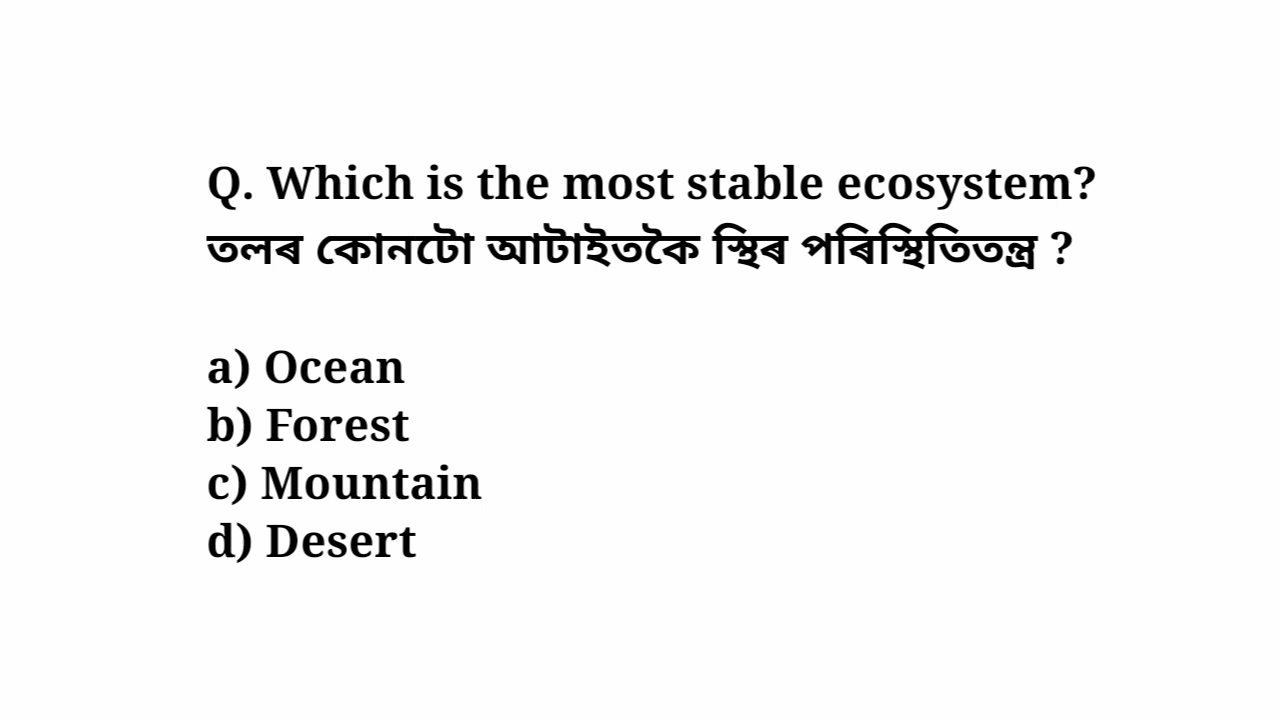 Q. Which is the most stable ecosystem?
তলৰ কোনটো আটাইতকৈ স্থিৰ পৰিস্থিতিতন্ত্ৰ ?
a) Ocean
b) Forest
c) Mountain
d) Desert